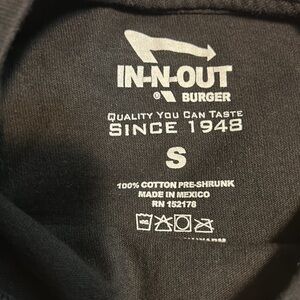 IN-N-OUT
® BURGER
QUALITY YOU CAN TASTE
SINCE 1948
S
100% COTTON PRE-SHRUNK
MADE IN MEXICO
RN 152178